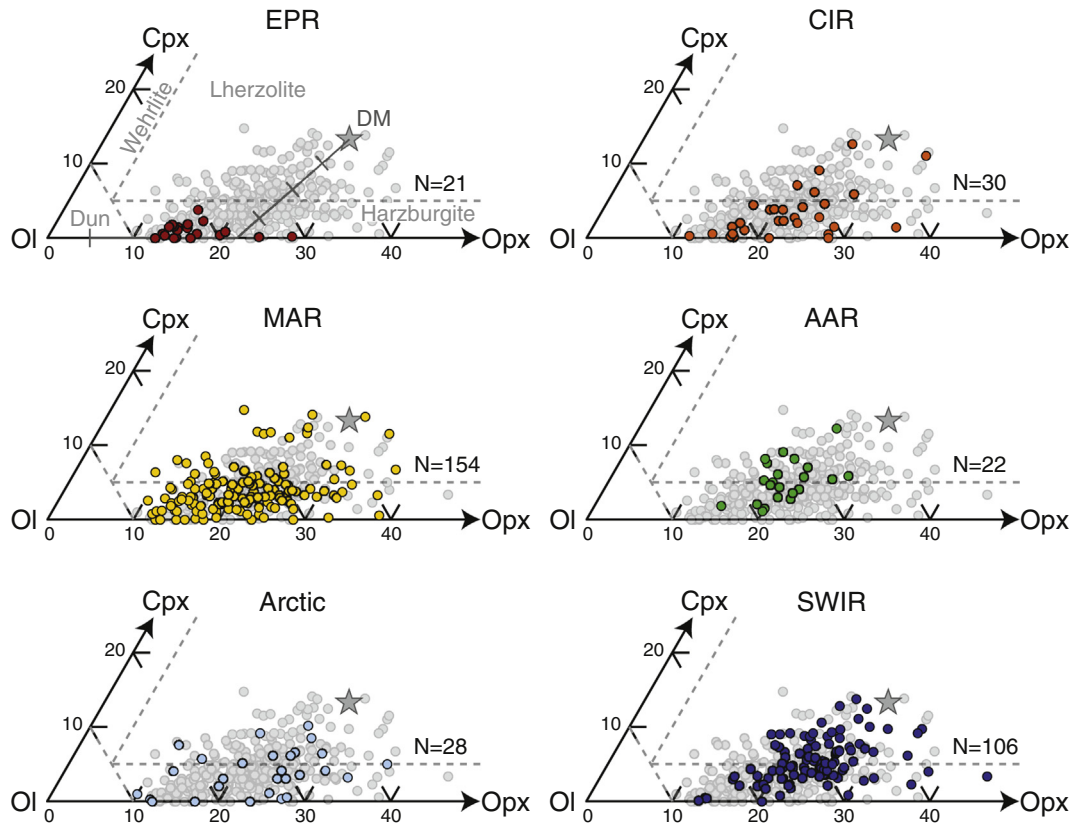 EPR
Cpx
20
Wehrlite
Lherzolite
DM
10
N=21
Dun
Harzburgite
Ol
Opx
0
10
20
30
40
CIR
Cpx
20
10
N=30
Ol
Opx
0
10
20
30
40
MAR
Cpx
20
10
N=154
Ol
Opx
0
10
20
30
40
AAR
Cpx
20
10
N=22
Ol
Opx
0
10
20
30
40
Arctic
Cpx
20
10
N=28
Ol
Opx
0
10
20
30
40
SWIR
Cpx
20
10
N=106
Ol
Opx
0
10
20
30
40